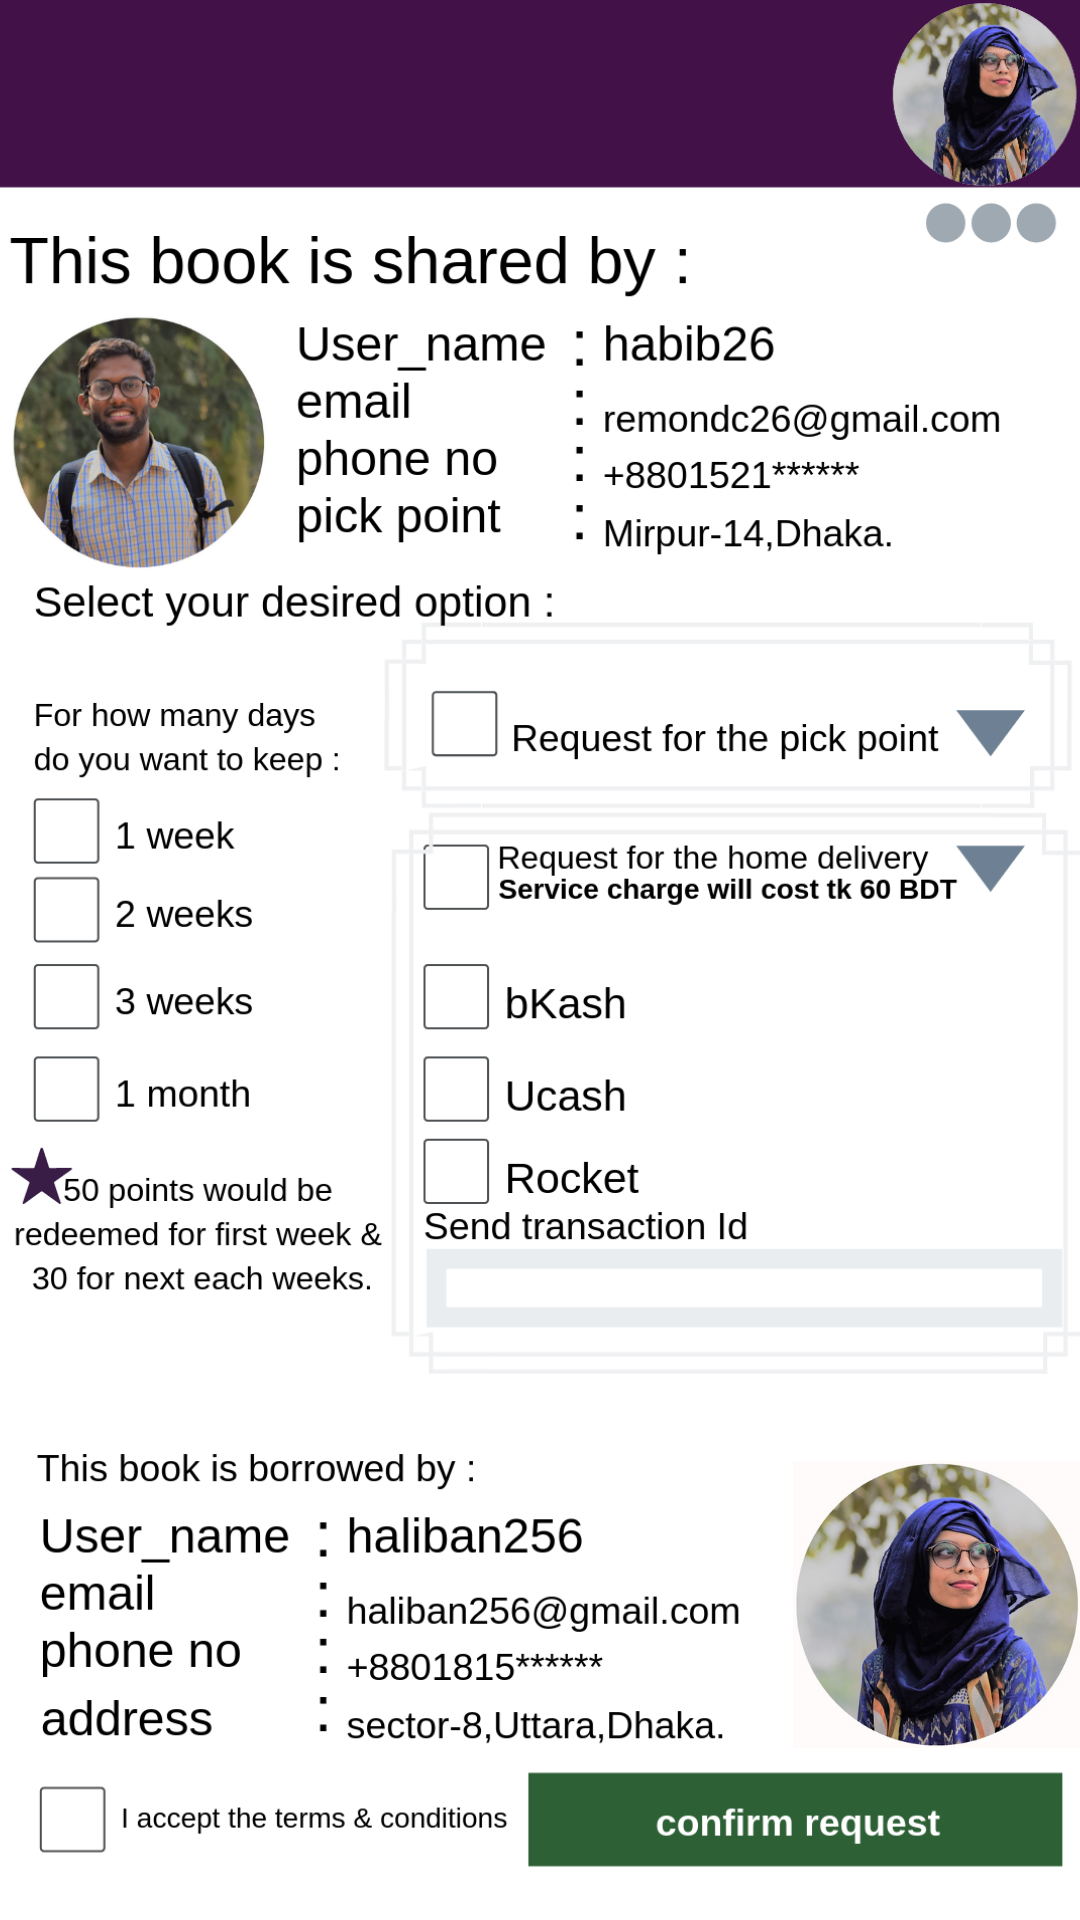 This book is shared by :
User_name : habib26
email : remondc26@gmail.com
phone no : +8801521******
pick point : Mirpur-14,Dhaka.
Select your desired option :
For how many days
do you want to keep :
1 week
2 weeks
3 weeks
1 month
50 points would be
redeemed for first week &
30 for next each weeks.
Request for the pick point
Request for the home delivery
Service charge will cost tk 60 BDT
bKash
Ucash
Rocket
Send transaction Id
This book is borrowed by :
User_name : haliban256
email : haliban256@gmail.com
phone no : +8801815******
address : sector-8,Uttara,Dhaka.
I accept the terms & conditions
confirm request